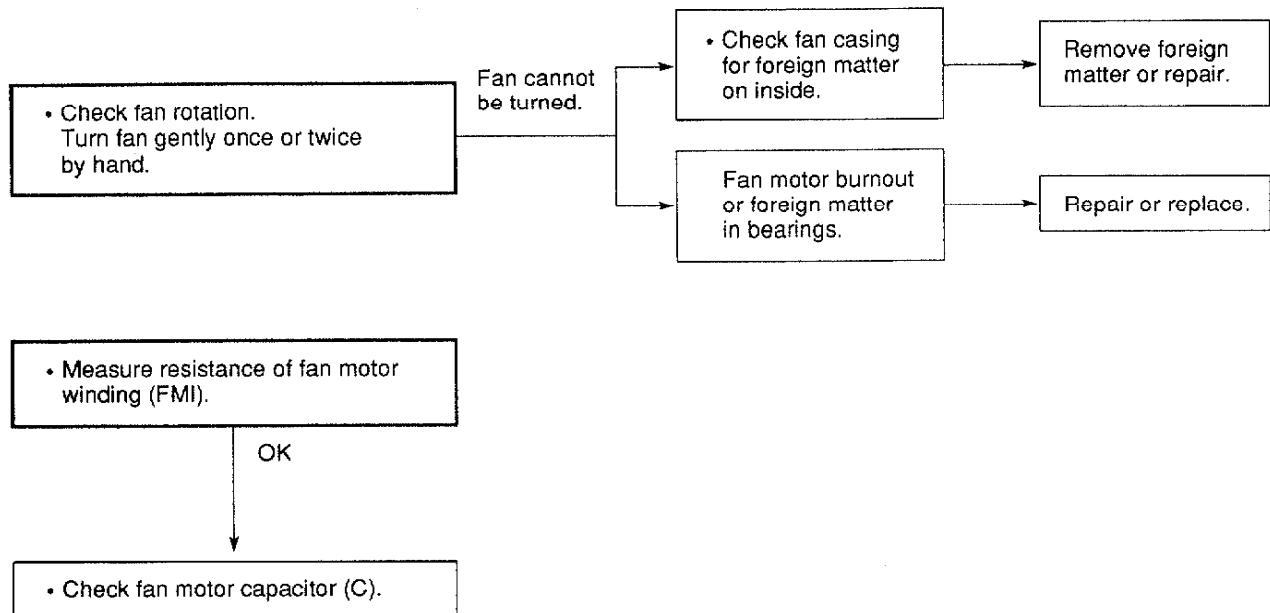 • Check fan rotation.
Turn fan gently once or twice
by hand.
Fan cannot
be turned.
• Check fan casing
for foreign matter
on inside.
Remove foreign
matter or repair.
Fan motor burnout
or foreign matter
in bearings.
Repair or replace.
• Measure resistance of fan motor
winding (FMI).
OK
• Check fan motor capacitor (C).